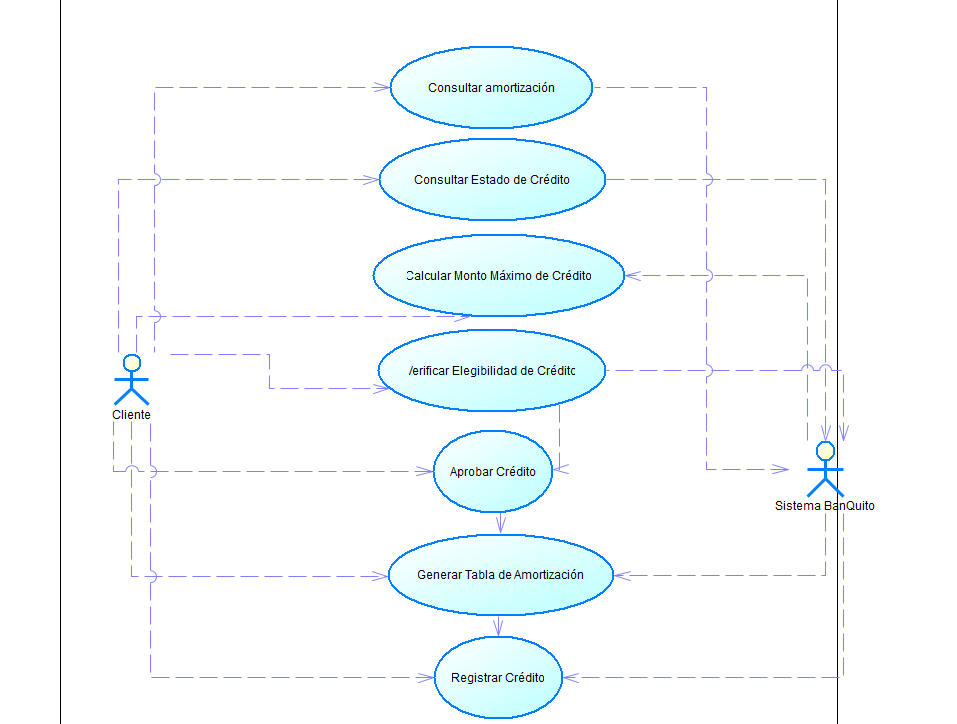 Consultar amortización
Consultar Estado de Crédito
Calcular Monto Máximo de Crédito
Verificar Elegibilidad de Crédito
Cliente
Aprobar Crédito
Sistema BanQuito
Generar Tabla de Amortización
Registrar Crédito